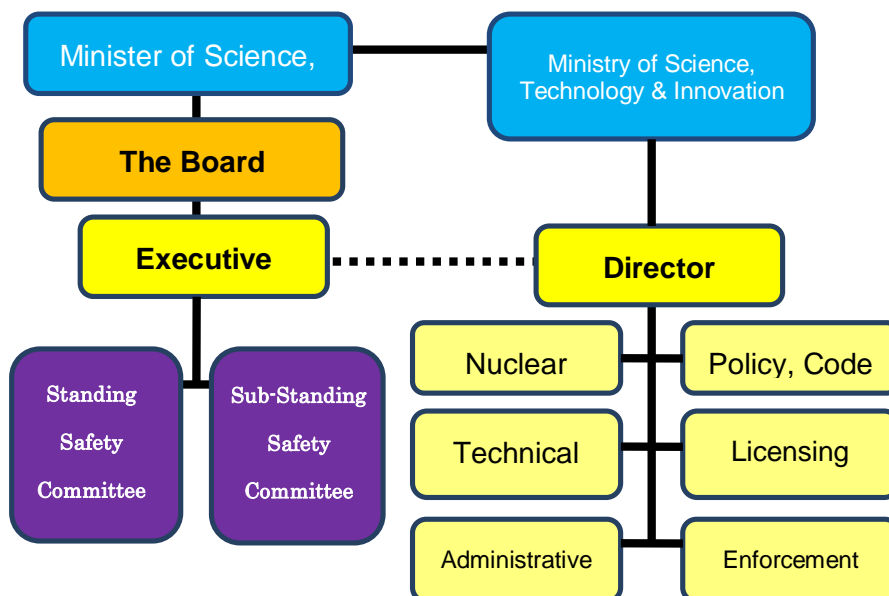 Minister of Science,
Ministry of Science,
Technology & Innovation
The Board
Executive
Director
Standing
Safety
Committee
Sub-Standing
Safety
Committee
Nuclear
Policy, Code
Technical
Licensing
Administrative
Enforcement